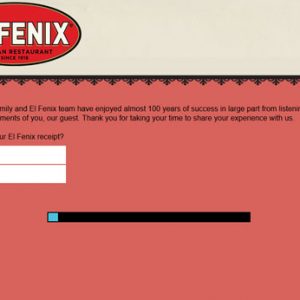 FENIX
AN RESTAURANT
SINCE 1918
mily and El Fenix team have enjoyed almost 100 years of success in large part from listenin
ments of you, our guest. Thank you for taking your time to share your experience with us.
ur El Fenix receipt?